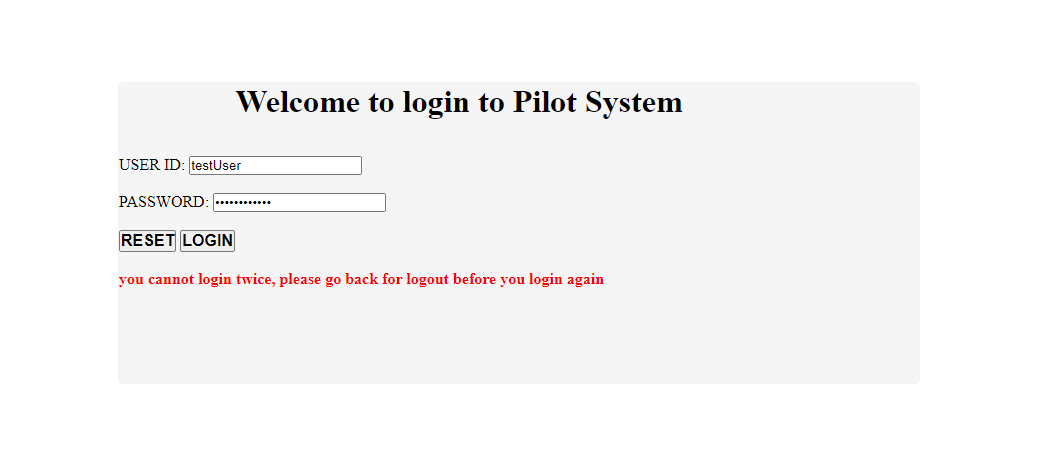 Welcome to login to Pilot System
USER ID: testUser
PASSWORD: ••••••••••••
RESET LOGIN
you cannot login twice, please go back for logout before you login again